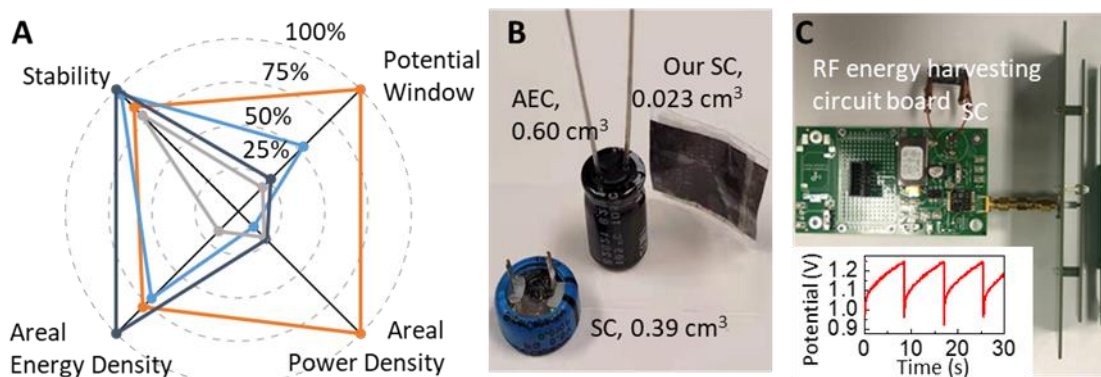 A
100%
75%
50%
25%
Stability
Potential
Window
Areal
Energy Density
Areal
Power Density
B
AEC,
0.60 cm³
Our SC,
0.023 cm³
SC, 0.39 cm³
C
RF energy harvesting
circuit board
SC
Potential (V)
1.2
1.1
1.0
0.9
0
10
20
30
Time (s)